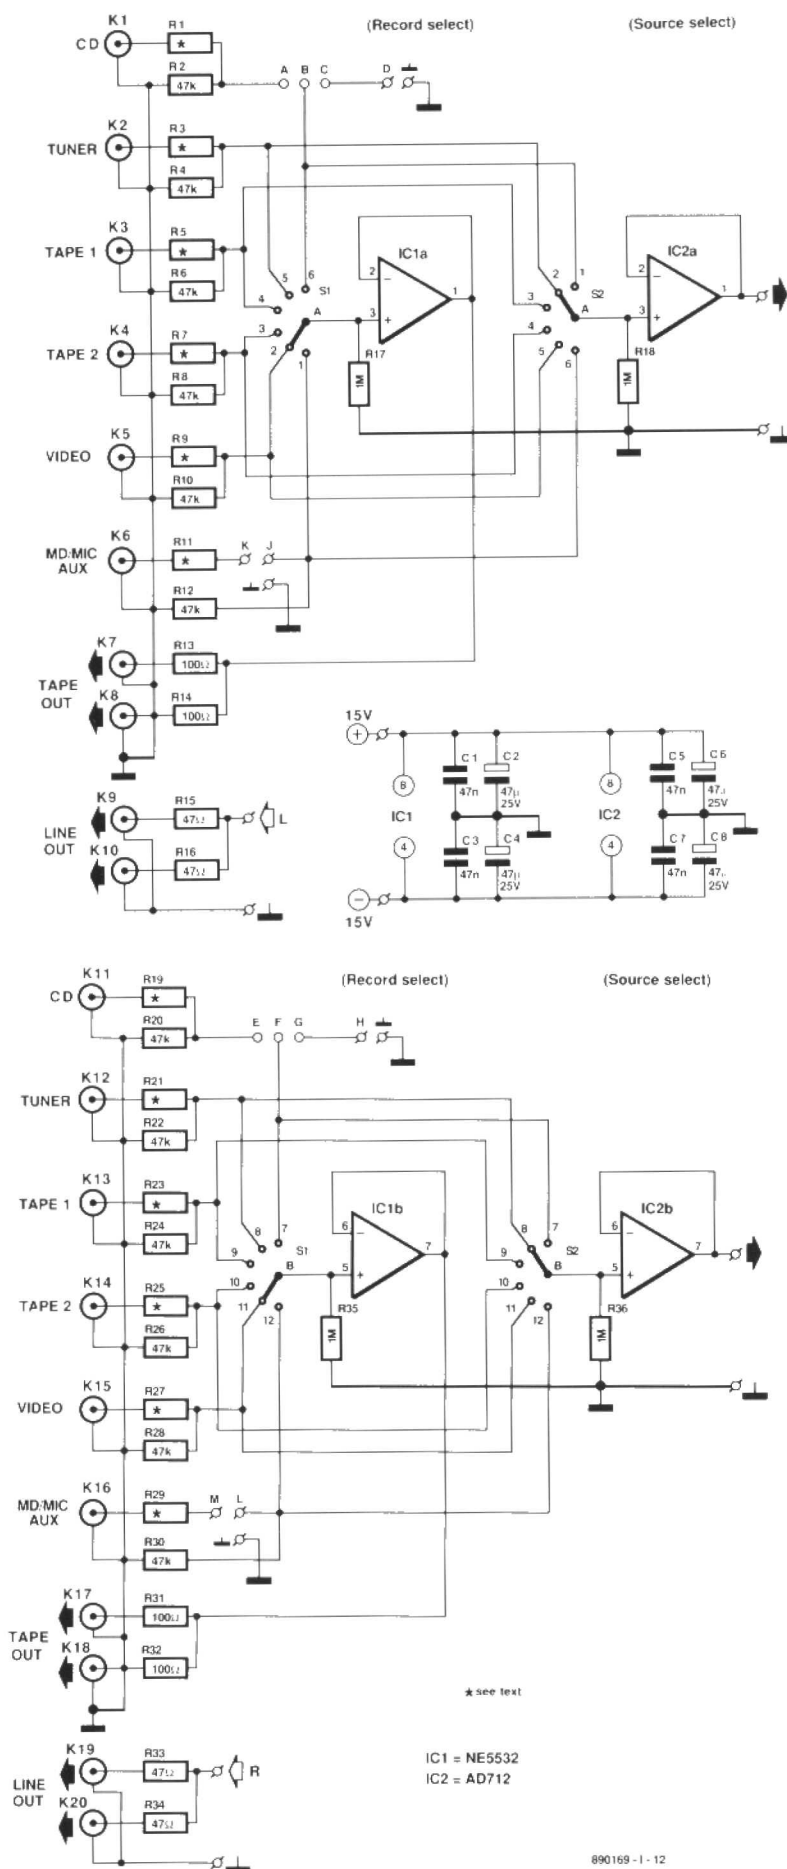 K1
CD
R1
★
R2
47k
(Record select)
(Source select)
A B C D
K2
TUNER
R3
★
R4
47k
K3
TAPE 1
R5
★
R6
47k
K4
TAPE 2
R7
★
R8
47k
K5
VIDEO
R9
★
R10
47k
K6
MD/MIC
AUX
R11
★
K J
R12
47k
K7
TAPE
OUT
K8
R13
100Ω
R14
100Ω
6
5
4
3
2
1
S1
A
R17
1M
IC1a
2
−
3
+
1
1
2
3
4
5
6
S2
A
R18
1M
IC2a
2
−
3
+
1
K9
LINE
OUT
K10
R15
47Ω
R16
47Ω
L
15V
+
8
IC1
4
C1
47n
C2
47µ
25V
C3
47n
C4
47µ
25V
8
IC2
4
C5
47n
C6
47µ
25V
C7
47n
C8
47µ
25V
−
15V
K11
CD
R19
★
R20
47k
(Record select)
(Source select)
E F G H
K12
TUNER
R21
★
R22
47k
K13
TAPE 1
R23
★
R24
47k
K14
TAPE 2
R25
★
R26
47k
K15
VIDEO
R27
★
R28
47k
K16
MD/MIC
AUX
R29
★
M L
R30
47k
K17
TAPE
OUT
K18
R31
100Ω
R32
100Ω
7
8
9
10
11
12
S1
B
R35
1M
IC1b
6
−
5
+
7
7
8
9
10
11
12
S2
B
R36
1M
IC2b
6
−
5
+
7
★ see text
K19
LINE
OUT
K20
R33
47Ω
R34
47Ω
R
IC1 = NE5532
IC2 = AD712
890169 - I - 12